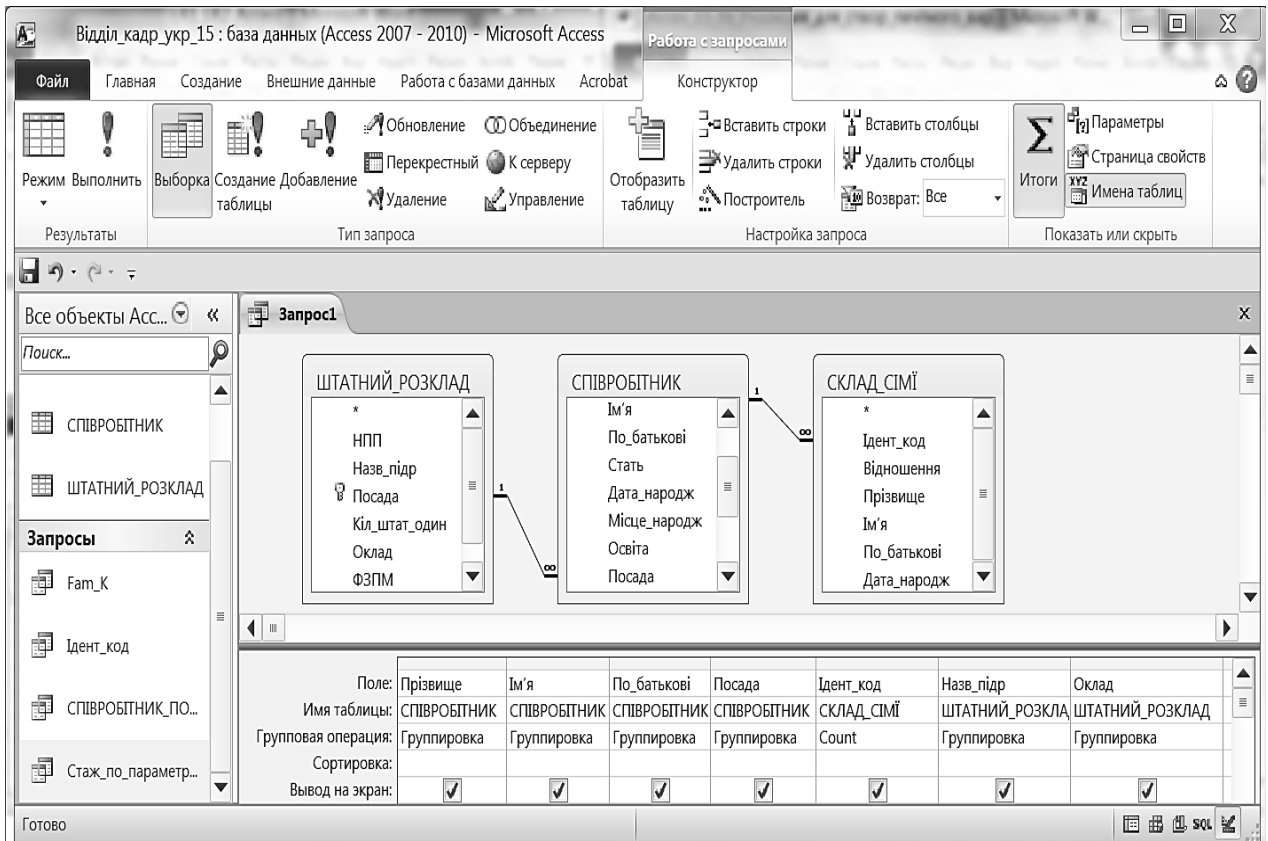 Відділ_кадр_укр_15 : база данных (Access 2007 - 2010) - Microsoft Access
Работа с запросами
Файл Главная Создание Внешние данные Работа с базами данных Acrobat Конструктор
Режим Выполнить Выборка Создание таблицы Добавление
Обновление Объединение
Перекрестный К серверу
Удаление Управление
Отобразить таблицу
Вставить строки Вставить столбцы
Удалить строки Удалить столбцы
Построитель Возврат: Все
Итоги
Параметры
Страница свойств
Имена таблиц
Результаты Тип запроса Настройка запроса Показать или скрыть
Все объекты Acc...
Поиск...
СПІВРОБІТНИК
ШТАТНИЙ_РОЗКЛАД
Запросы
Fam_K
Ідент_код
СПІВРОБІТНИК_ПО...
Стаж_по_параметр...
Запрос1
ШТАТНИЙ_РОЗКЛАД
*
НПП
Назв_підр
Посада
Кіл_штат_один
Оклад
ФЗПМ
1
∞
СПІВРОБІТНИК
Ім'я
По_батькові
Стать
Дата_народж
Місце_народж
Освіта
Посада
1
∞
СКЛАД_СІМЇ
*
Ідент_код
Відношення
Прізвище
Ім'я
По_батькові
Дата_народж
Поле: Прізвище Ім'я По_батькові Посада Ідент_код Назв_підр Оклад
Имя таблицы: СПІВРОБІТНИК СПІВРОБІТНИК СПІВРОБІТНИК СПІВРОБІТНИК СКЛАД_СІМЇ ШТАТНИЙ_РОЗКЛА ШТАТНИЙ_РОЗКЛАД
Групповая операция: Группировка Группировка Группировка Группировка Count Группировка Группировка
Сортировка:
Вывод на экран:
Готово
SQL